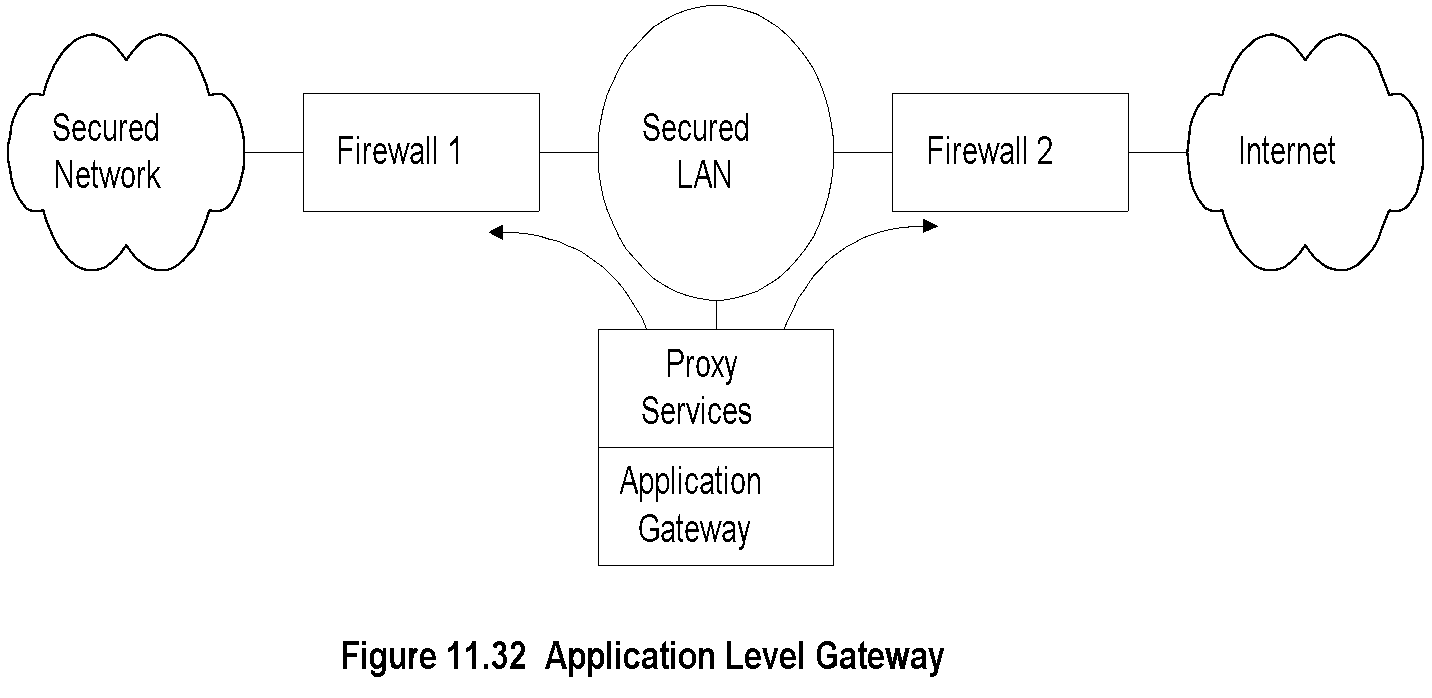 Secured
Network
Firewall 1
Secured
LAN
Firewall 2
Internet
Proxy
Services
Application
Gateway
Figure 11.32 Application Level Gateway